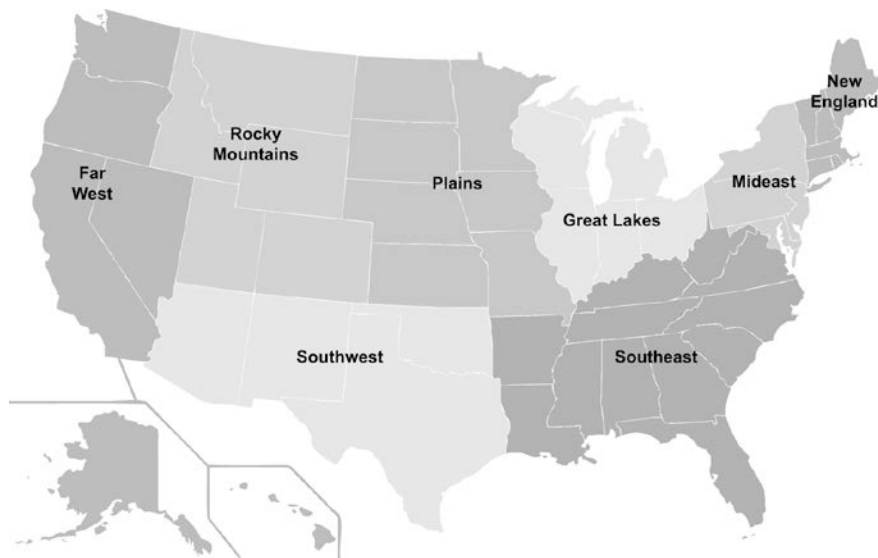 New
England
Rocky
Mountains
Far
West
Plains
Mideast
Great Lakes
Southwest
Southeast